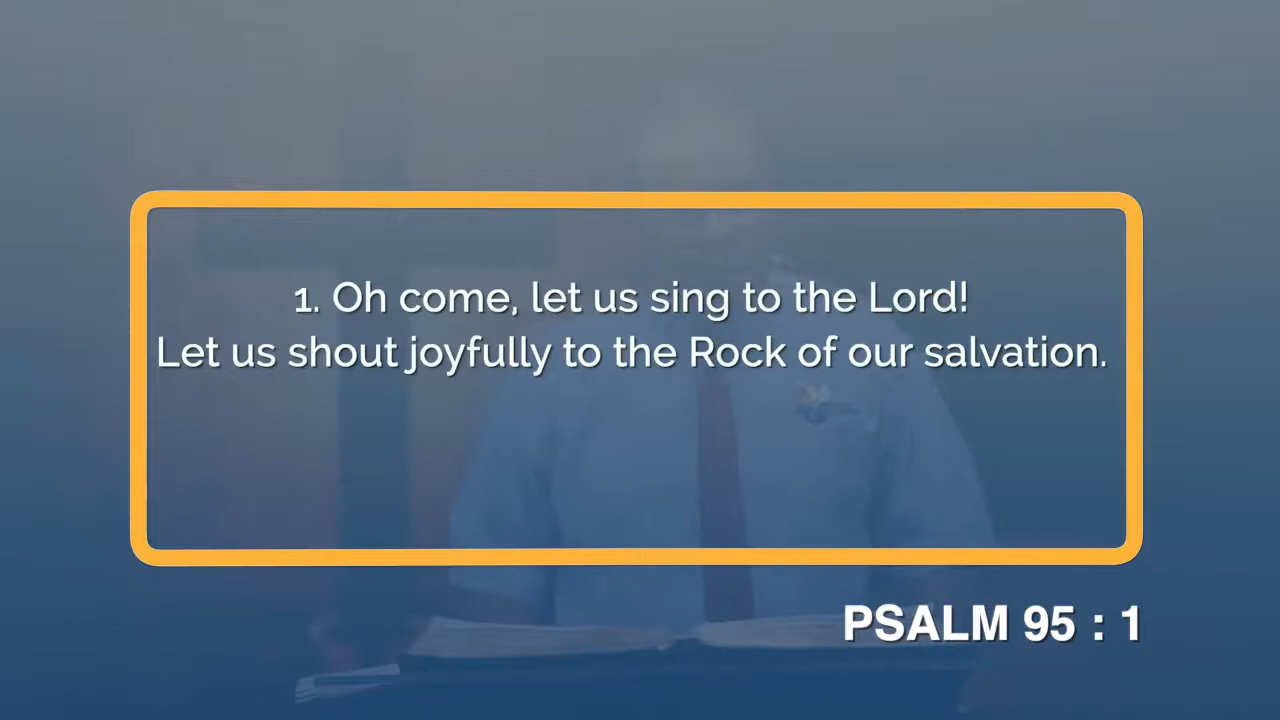 1. Oh come, let us sing to the Lord!
Let us shout joyfully to the Rock of our salvation.
PSALM 95 : 1